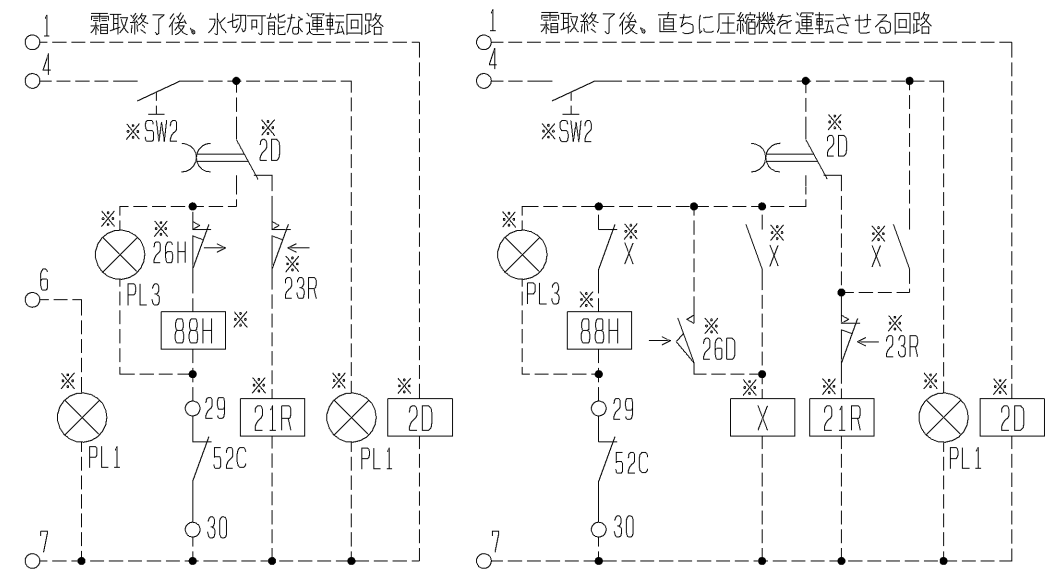 霜取終了後、水切可能な運転回路
1
4
※SW2
※
2D
※
PL3
※
26H
※
23R
6
88H ※
※
PL1
29
※
21R
※
PL1
※
2D
52C
30
7
霜取終了後、直ちに圧縮機を運転させる回路
1
4
※SW2
※
2D
※
PL3
※
X
※
X
※
X
※
88H
※
26D
※
23R
29
※
X
※
21R
※
PL1
※
2D
52C
30
7